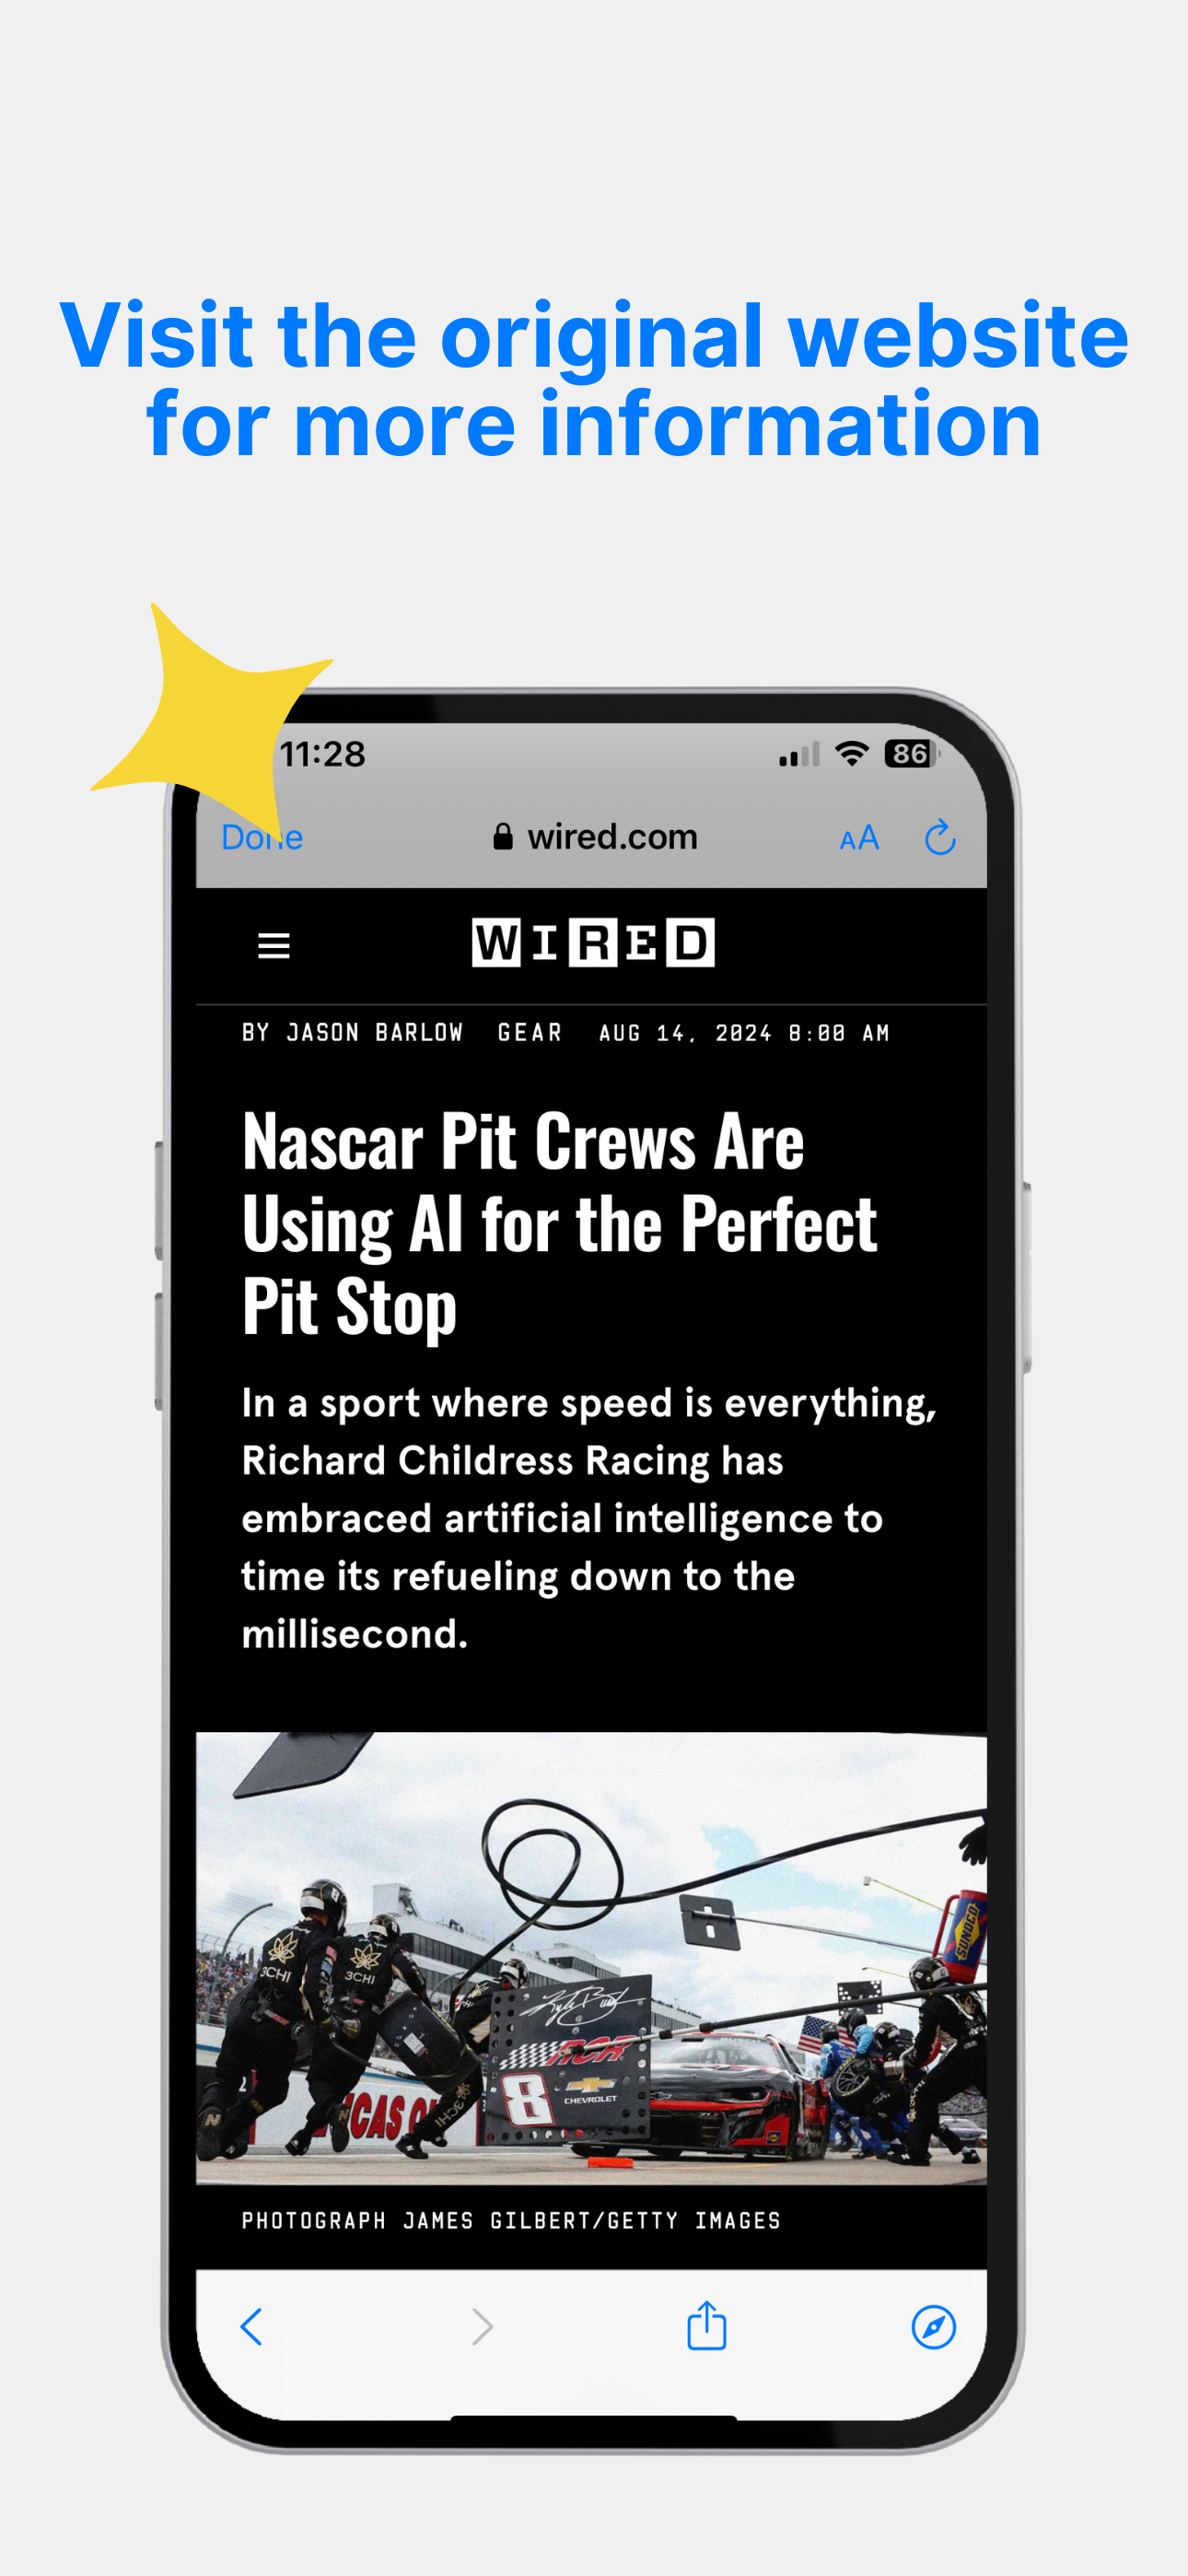 Visit the original website
for more information
11:28
86
Done
wired.com
AA
WIRED
BY JASON BARLOW GEAR AUG 14, 2024 8:00 AM
Nascar Pit Crews Are
Using AI for the Perfect
Pit Stop
In a sport where speed is everything,
Richard Childress Racing has
embraced artificial intelligence to
time its refueling down to the
millisecond.
SUNOCO
3CHI
3CHI
RCR
8
CHEVROLET
3CHI
PHOTOGRAPH JAMES GILBERT/GETTY IMAGES